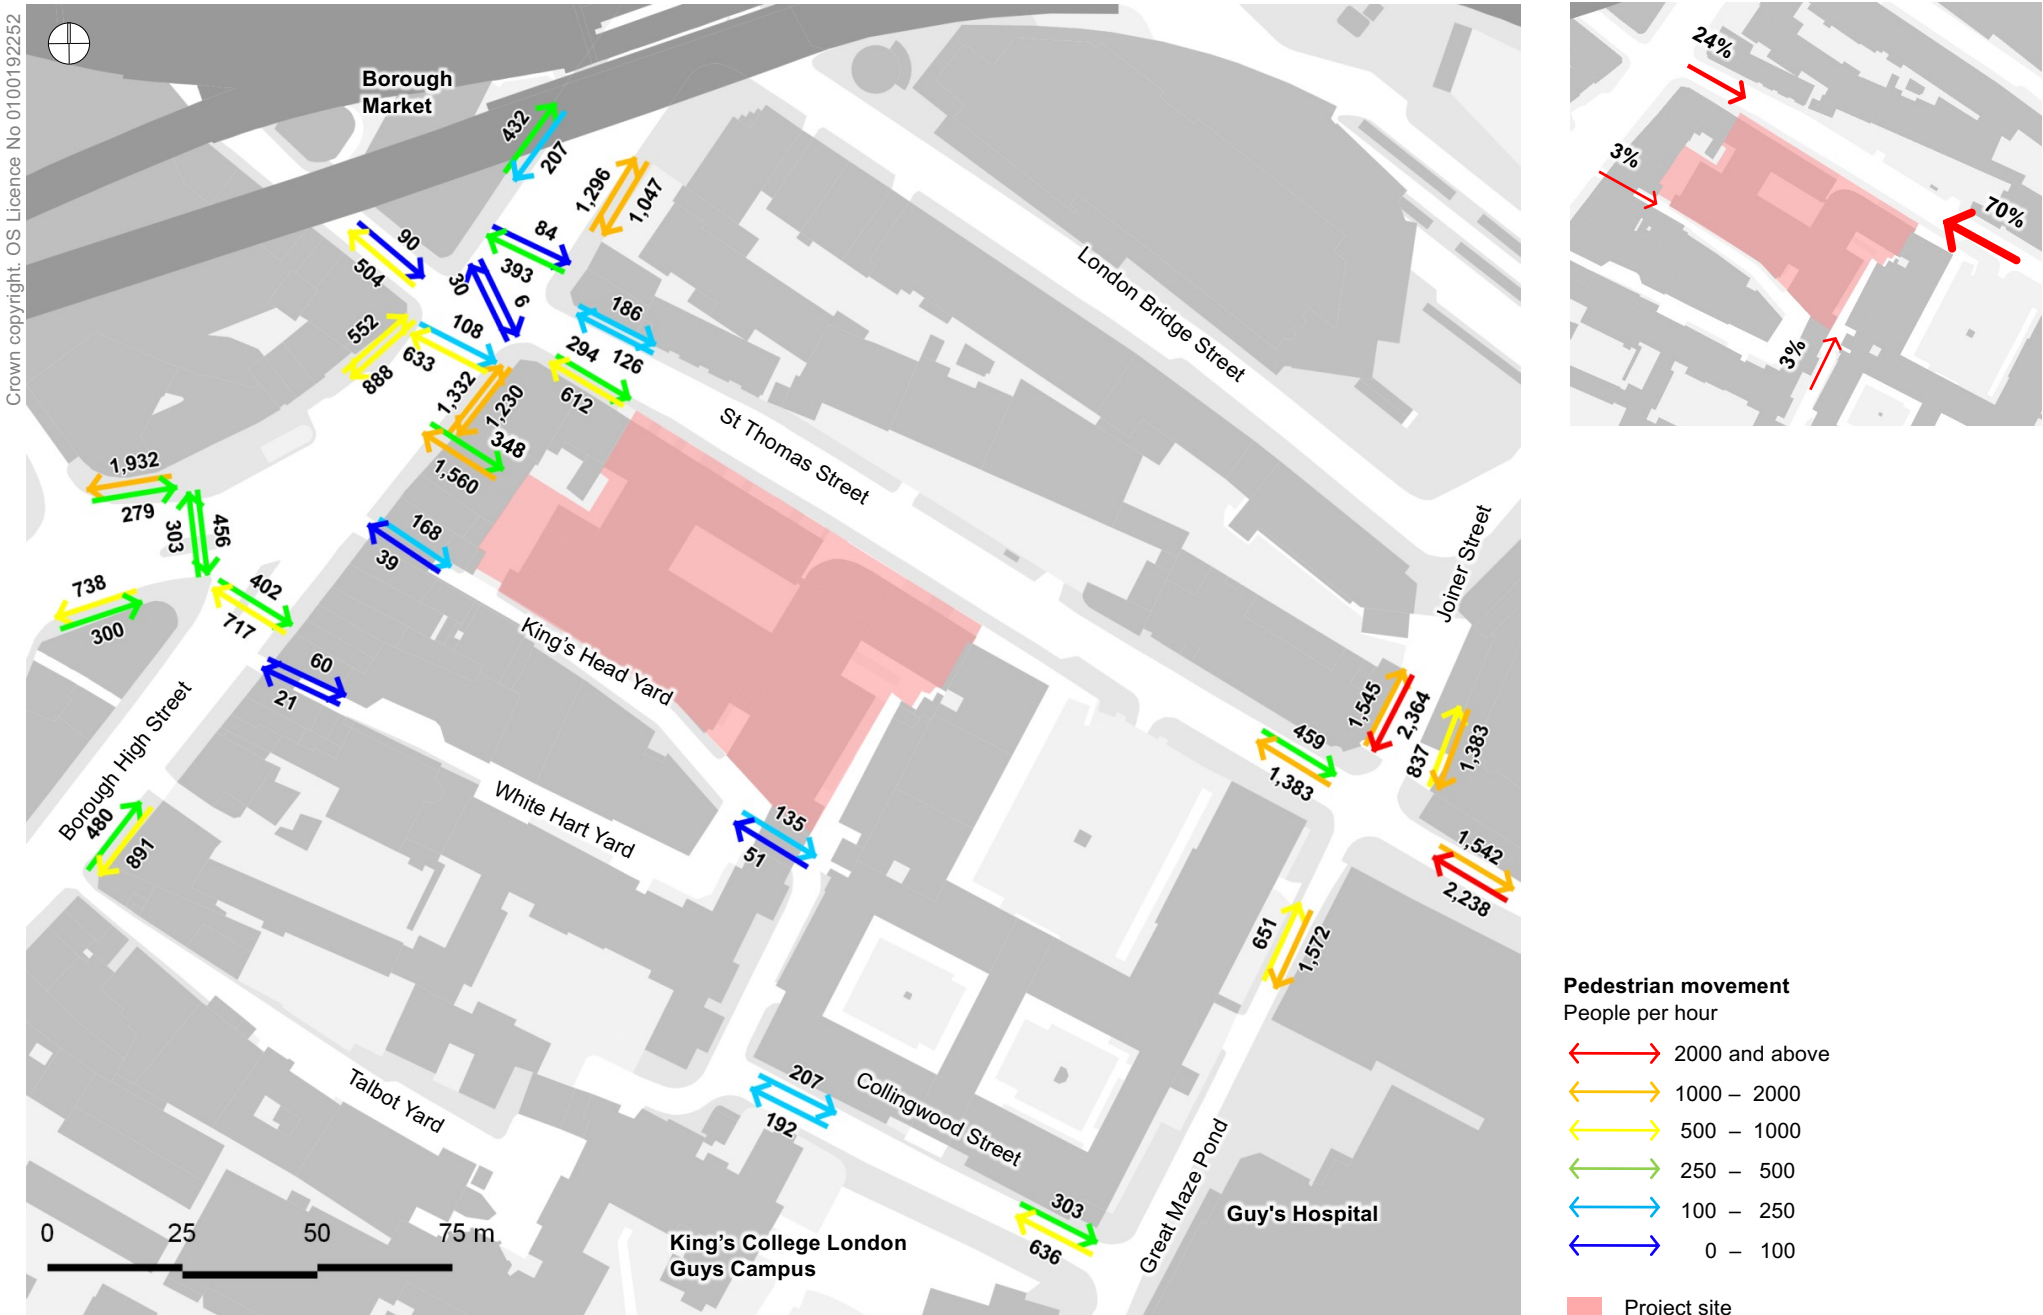 Crown copyright. OS Licence No 0100192252
Borough
Market
432
207
1,296
1,047
90
504
84
393
30
6
186
126
552
888
108
633
294
612
1,332
1,230
348
1,560
London Bridge Street
St Thomas Street
1,932
279
303
456
168
39
738
300
402
717
60
21
King's Head Yard
Joiner Street
1,545
2,364
837
1,383
459
1,383
Borough High Street
480
891
White Hart Yard
135
51
1,542
2,238
651
1,572
Talbot Yard
207
192
Collingwood Street
303
636
Great Maze Pond
Guy's Hospital
King's College London
Guys Campus
0 25 50 75 m
24%
3%
70%
3%
Pedestrian movement
People per hour
2000 and above
1000 – 2000
500 – 1000
250 – 500
100 – 250
0 – 100
Project site